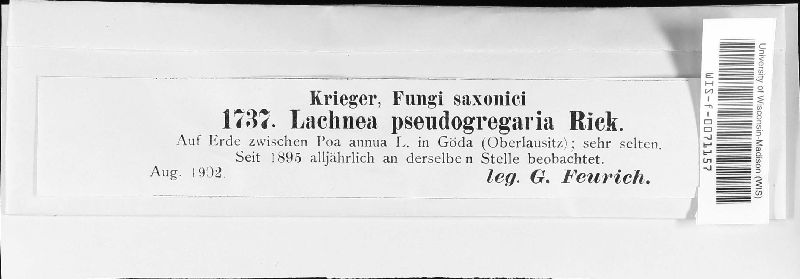 Krieger, Fungi saxonici
1737. Lachnea pseudogregaria Rick.
Auf Erde zwischen Poa annua L. in Göda (Oberlausitz); sehr selten.
Seit 1895 alljährlich an derselben Stelle beobachtet.
Aug. 1902.
leg. G. Feurich.
University of Wisconsin-Madison (WIS)
WIS-f-0071157